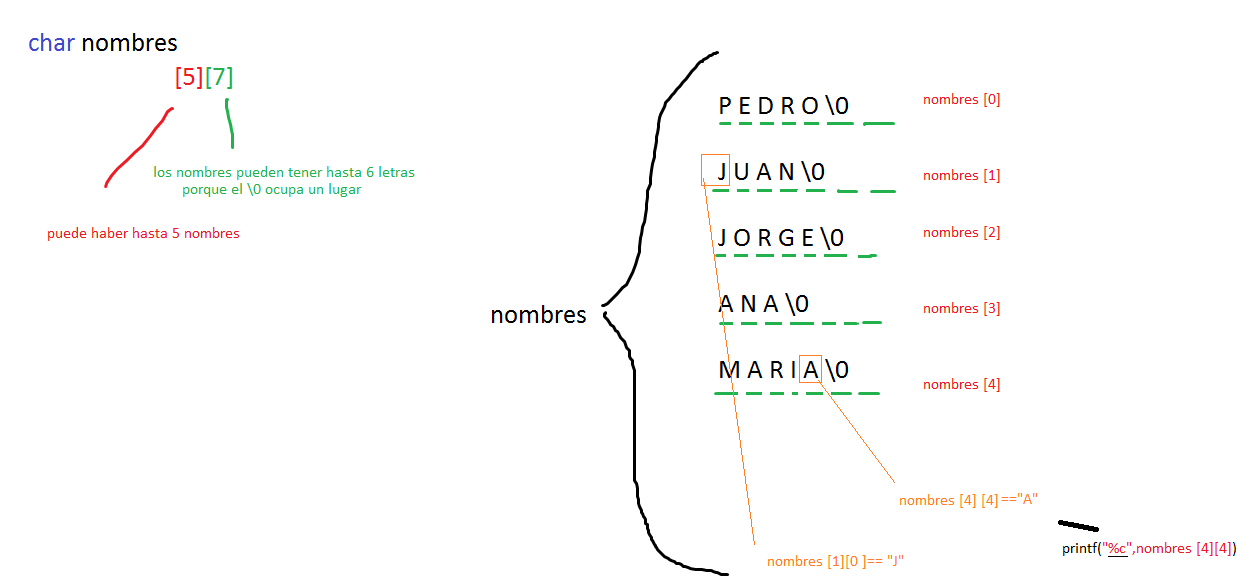 char nombres
[5][7]
los nombres pueden tener hasta 6 letras
porque el \0 ocupa un lugar
puede haber hasta 5 nombres
nombres
P E D R O \0
nombres [0]
J U A N \0
nombres [1]
J O R G E \0
nombres [2]
A N A \0
nombres [3]
M A R I A \0
nombres [4]
nombres [4] [4] =="A"
nombres [1][0 ]== "J"
printf("%c",nombres [4][4])